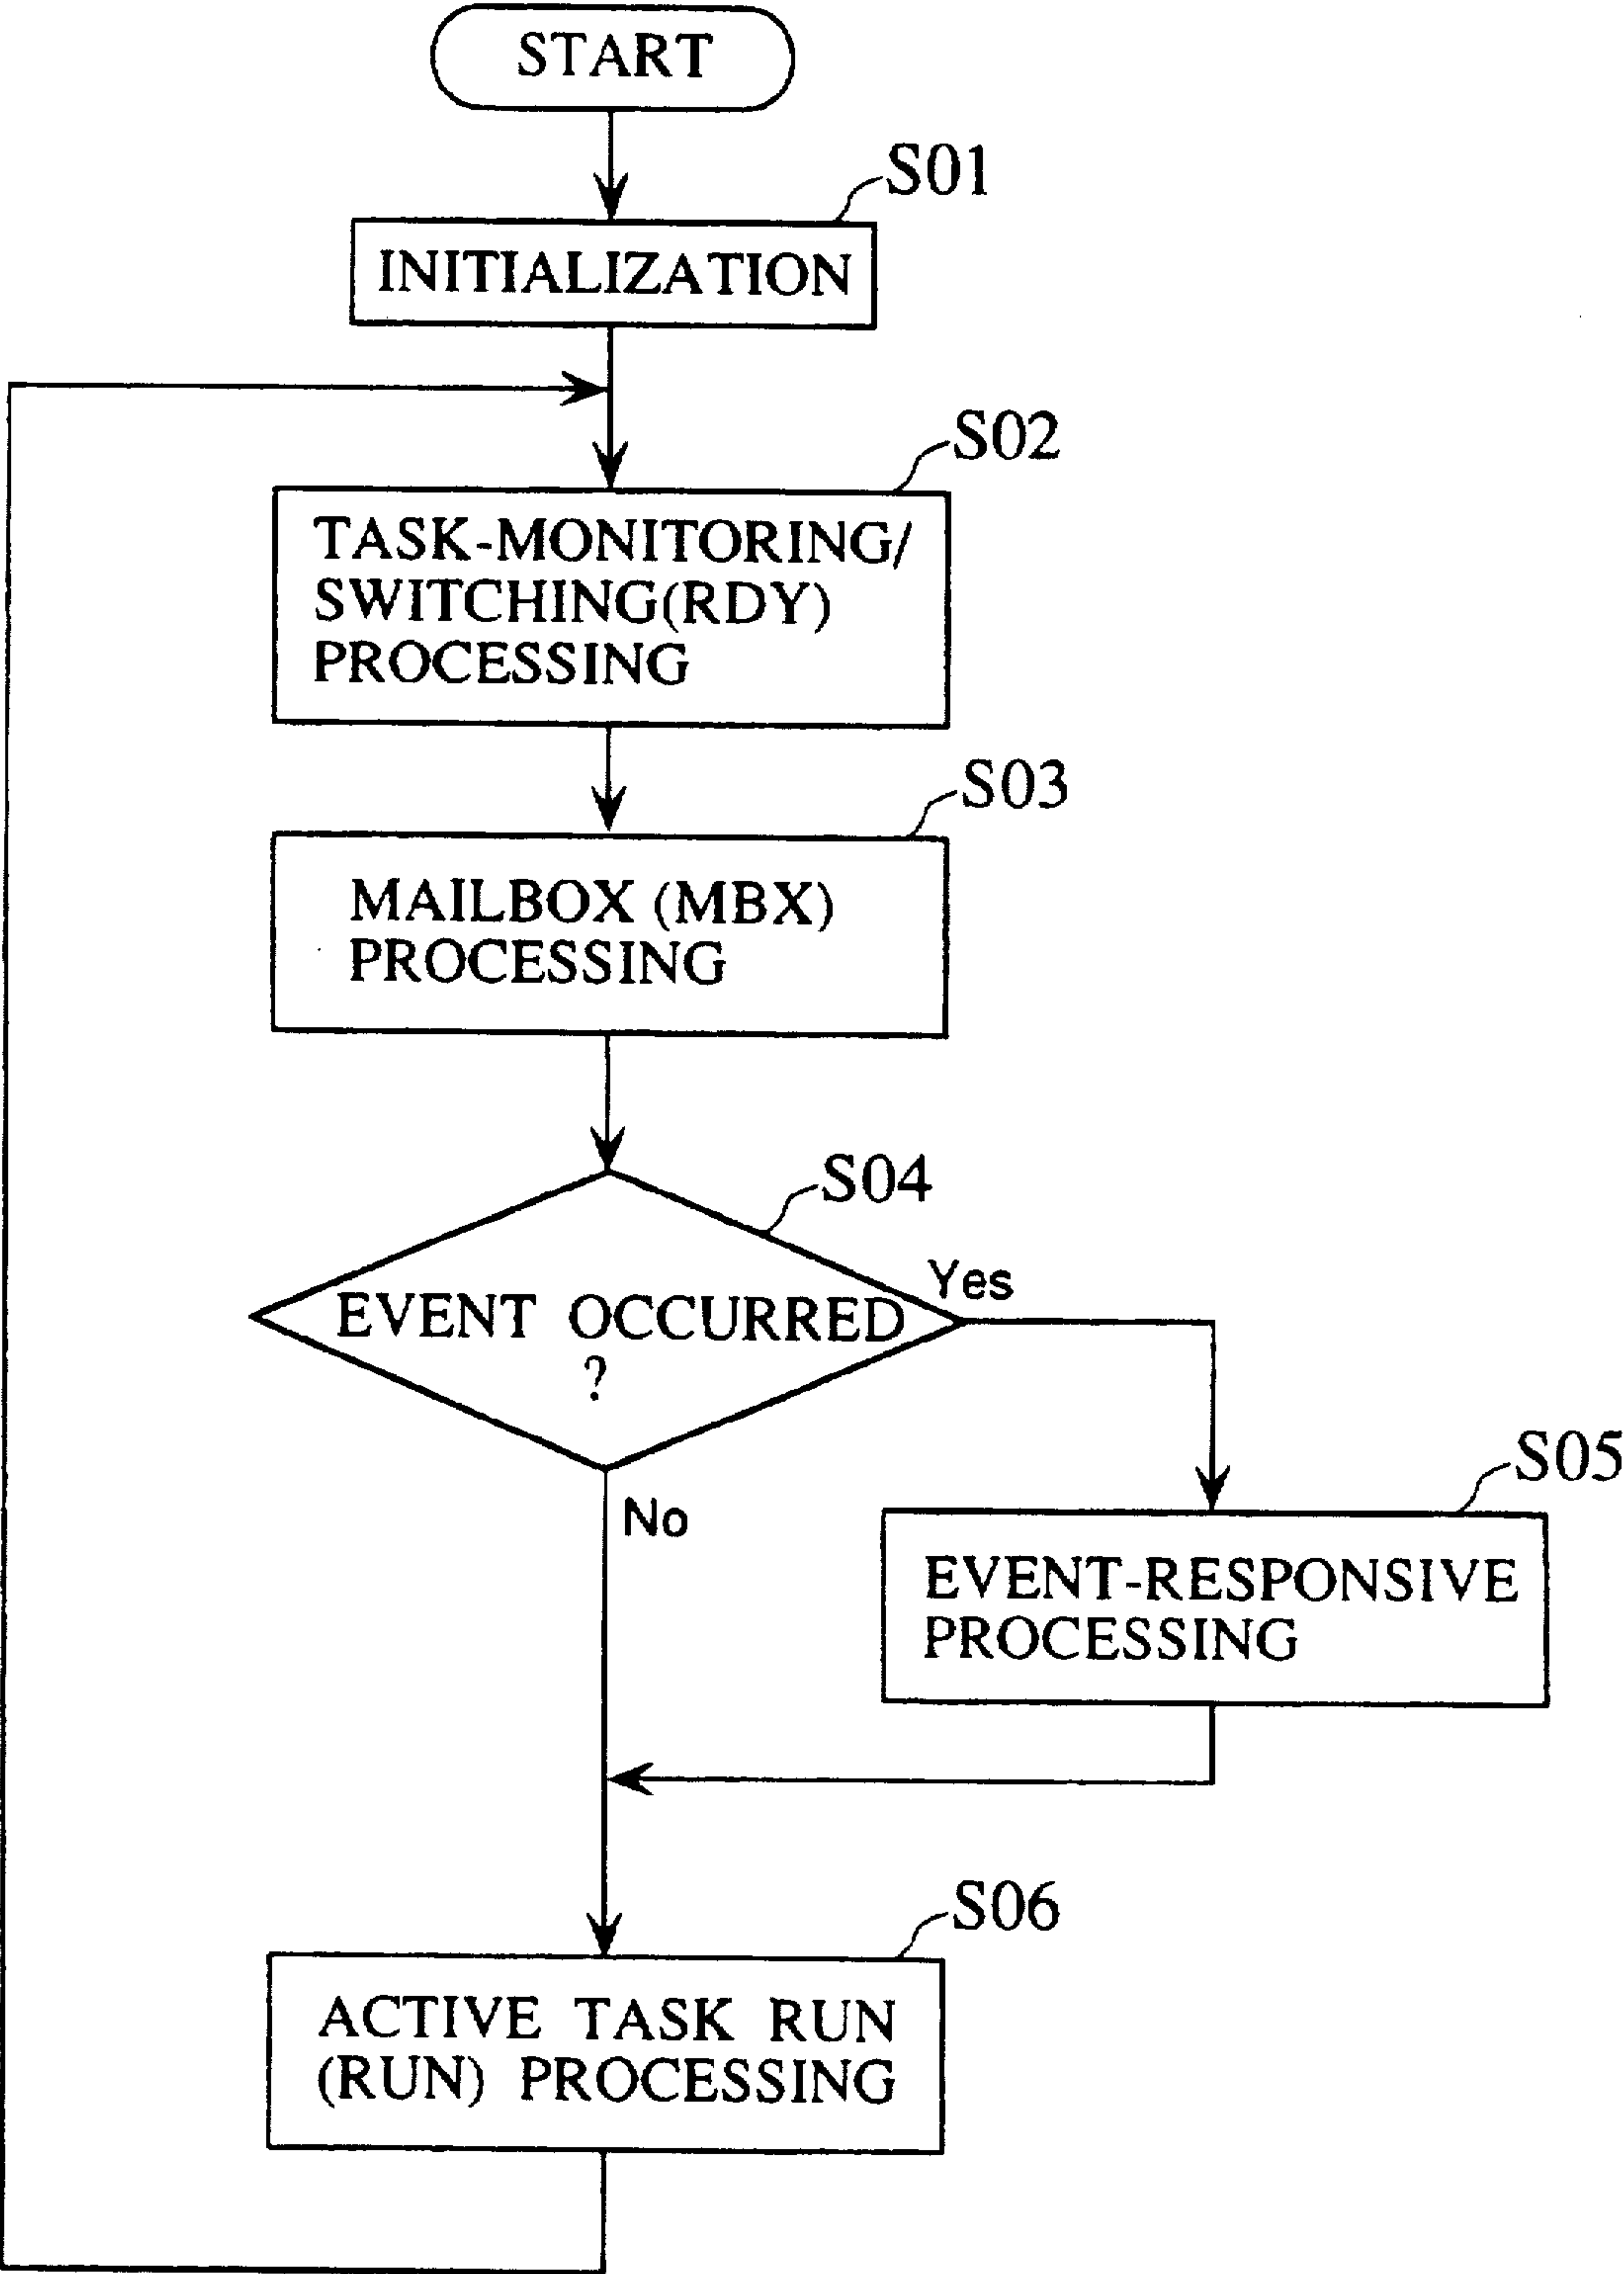 START
S01
INITIALIZATION
S02
TASK-MONITORING/
SWITCHING(RDY)
PROCESSING
S03
MAILBOX (MBX)
PROCESSING
S04
EVENT OCCURRED
?
Yes
No
S05
EVENT-RESPONSIVE
PROCESSING
S06
ACTIVE TASK RUN
(RUN) PROCESSING